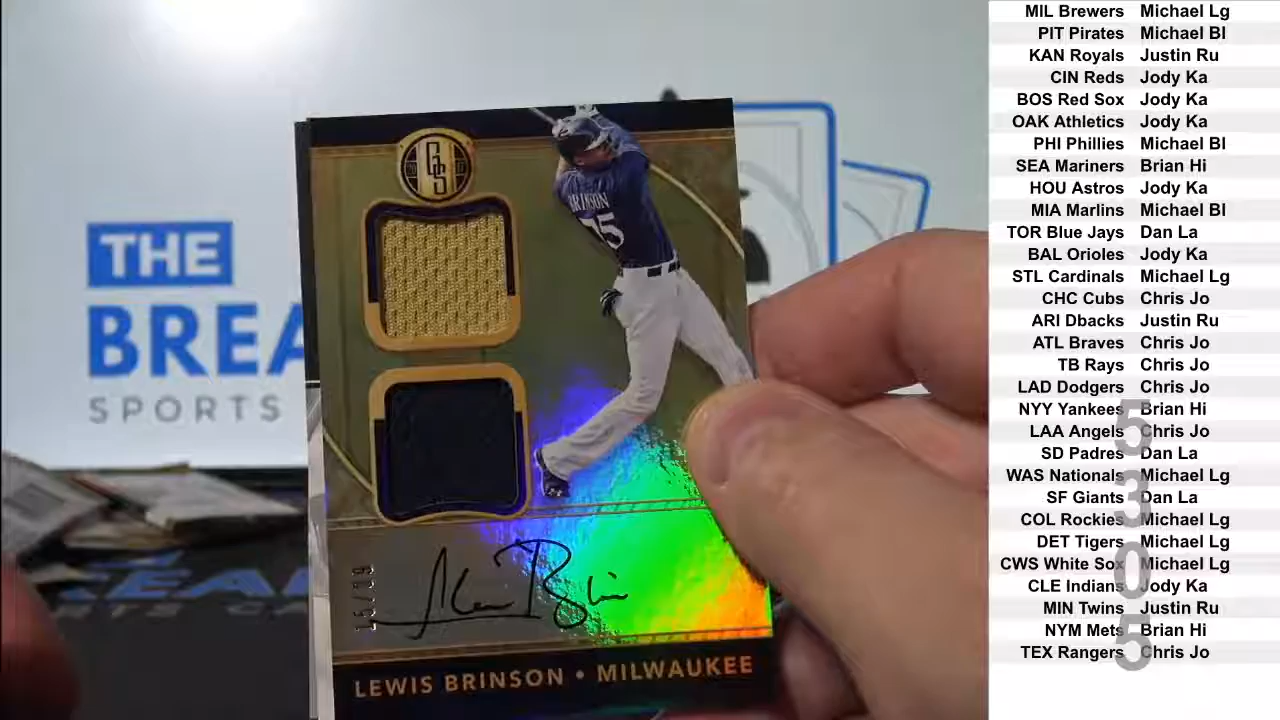 THE
BREA
SPORTS
GS
BRINSON
75
LEWIS BRINSON • MILWAUKEE
MIL Brewers Michael Lg
PIT Pirates Michael Bl
KAN Royals Justin Ru
CIN Reds Jody Ka
BOS Red Sox Jody Ka
OAK Athletics Jody Ka
PHI Phillies Michael Bl
SEA Mariners Brian Hi
HOU Astros Jody Ka
MIA Marlins Michael Bl
TOR Blue Jays Dan La
BAL Orioles Jody Ka
STL Cardinals Michael Lg
CHC Cubs Chris Jo
ARI Dbacks Justin Ru
ATL Braves Chris Jo
TB Rays Chris Jo
LAD Dodgers Chris Jo
NYY Yankees Brian Hi
LAA Angels Chris Jo
SD Padres Dan La
WAS Nationals Michael Lg
SF Giants Dan La
COL Rockies Michael Lg
DET Tigers Michael Lg
CWS White Sox Michael Lg
CLE Indians Jody Ka
MIN Twins Justin Ru
NYM Mets Brian Hi
TEX Rangers Chris Jo
5305